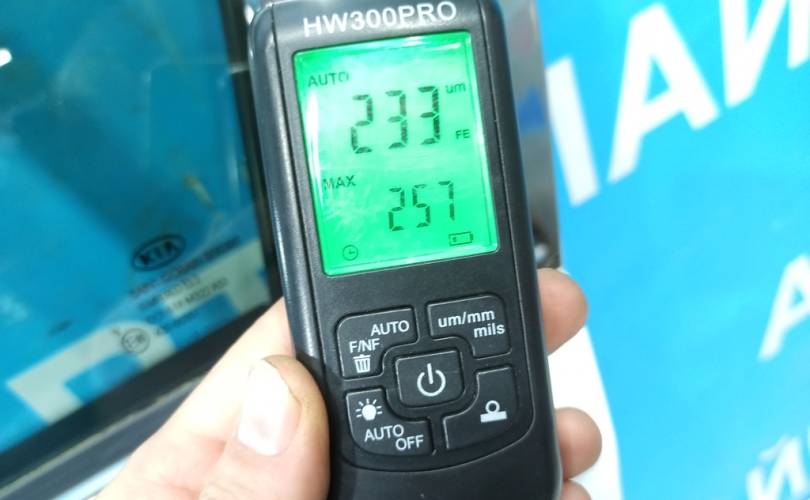 HW300PRO
AUTO
233 um
FE
MAX
257
AUTO
F/NF
um/mm
mils
AUTO
OFF
KIA